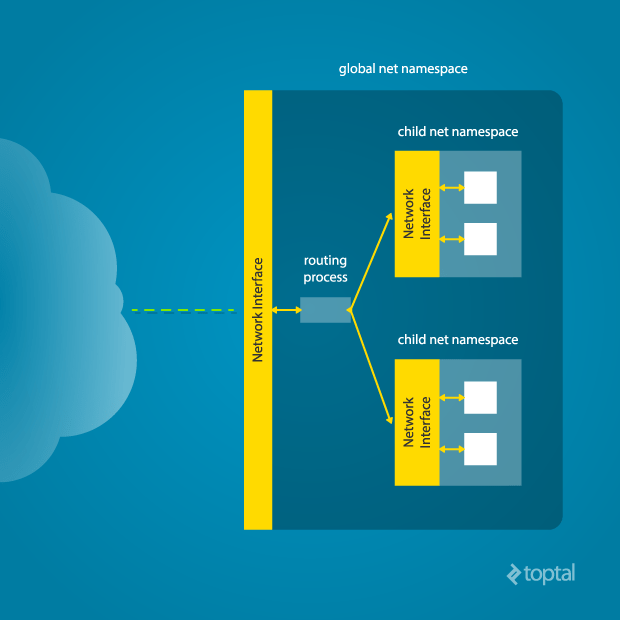 global net namespace
child net namespace
Network
Interface
routing
process
Network Interface
child net namespace
Network
Interface
toptal